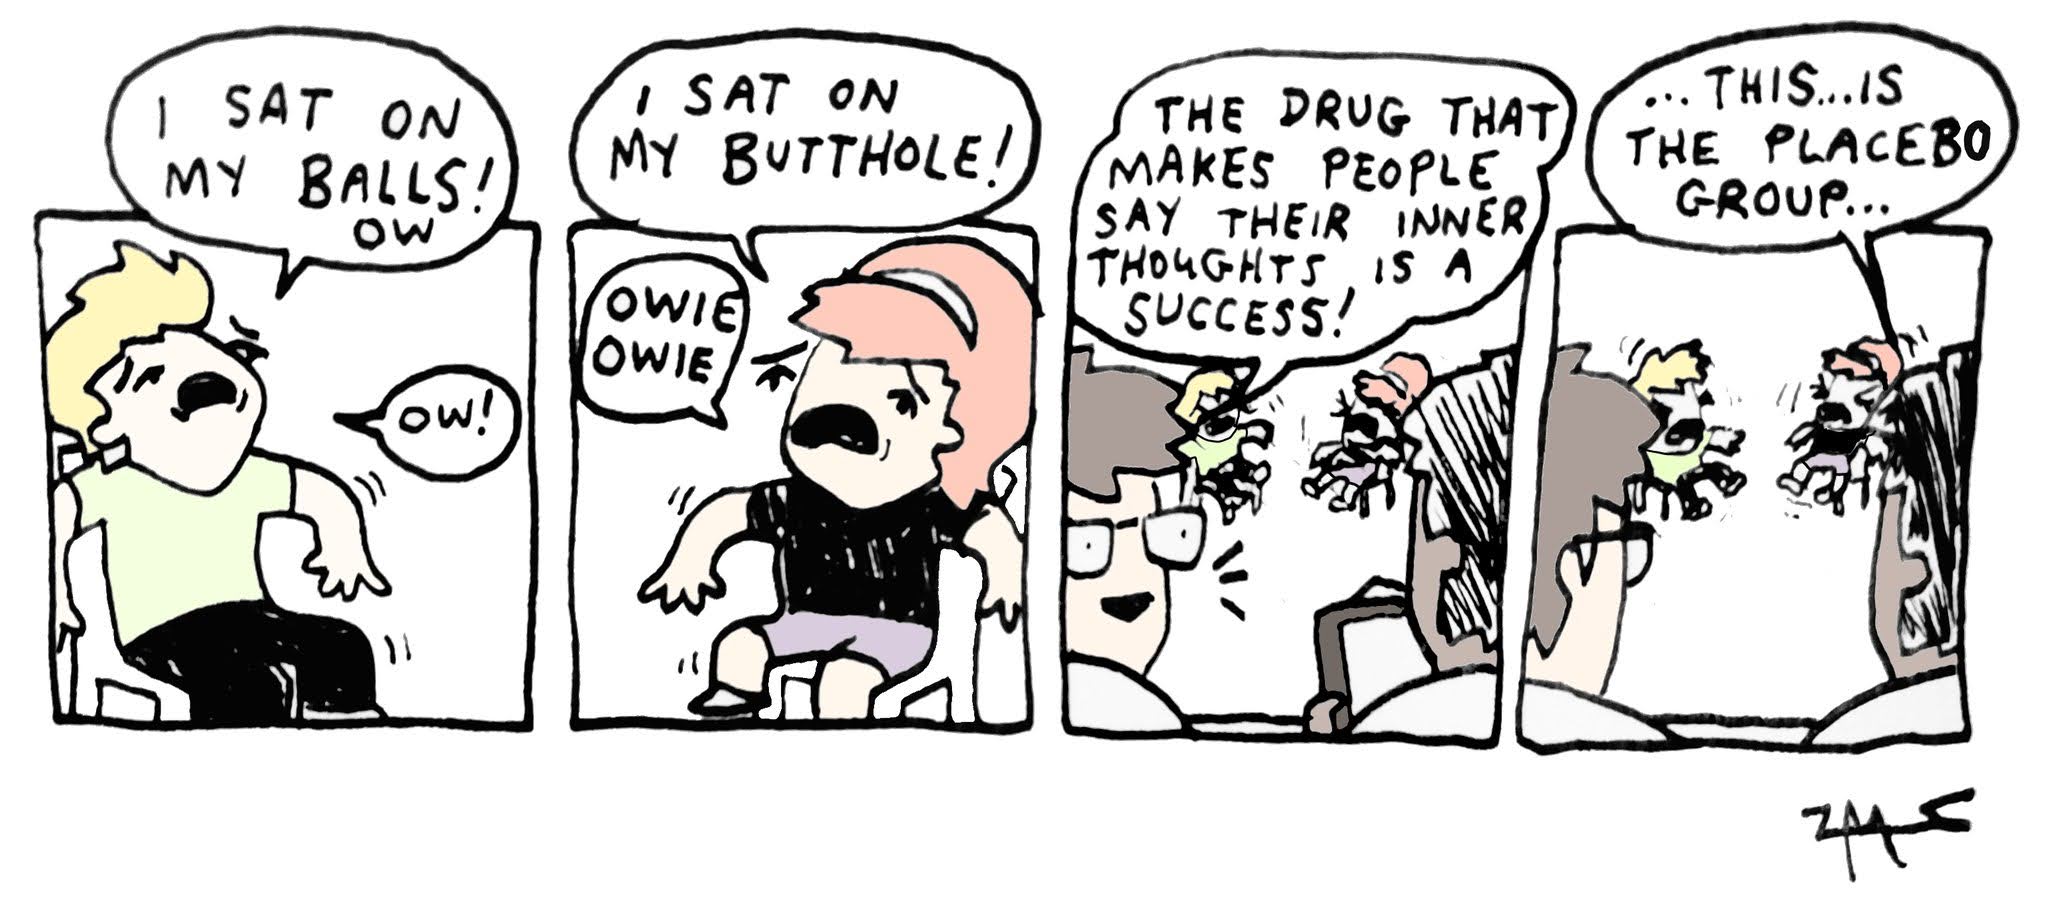 I SAT ON
MY BALLS!
OW
OW!
I SAT ON
MY BUTTHOLE!
OWIE
OWIE
THE DRUG THAT
MAKES PEOPLE
SAY THEIR INNER
THOUGHTS IS A
SUCCESS!
...THIS...IS
THE PLACEBO
GROUP...